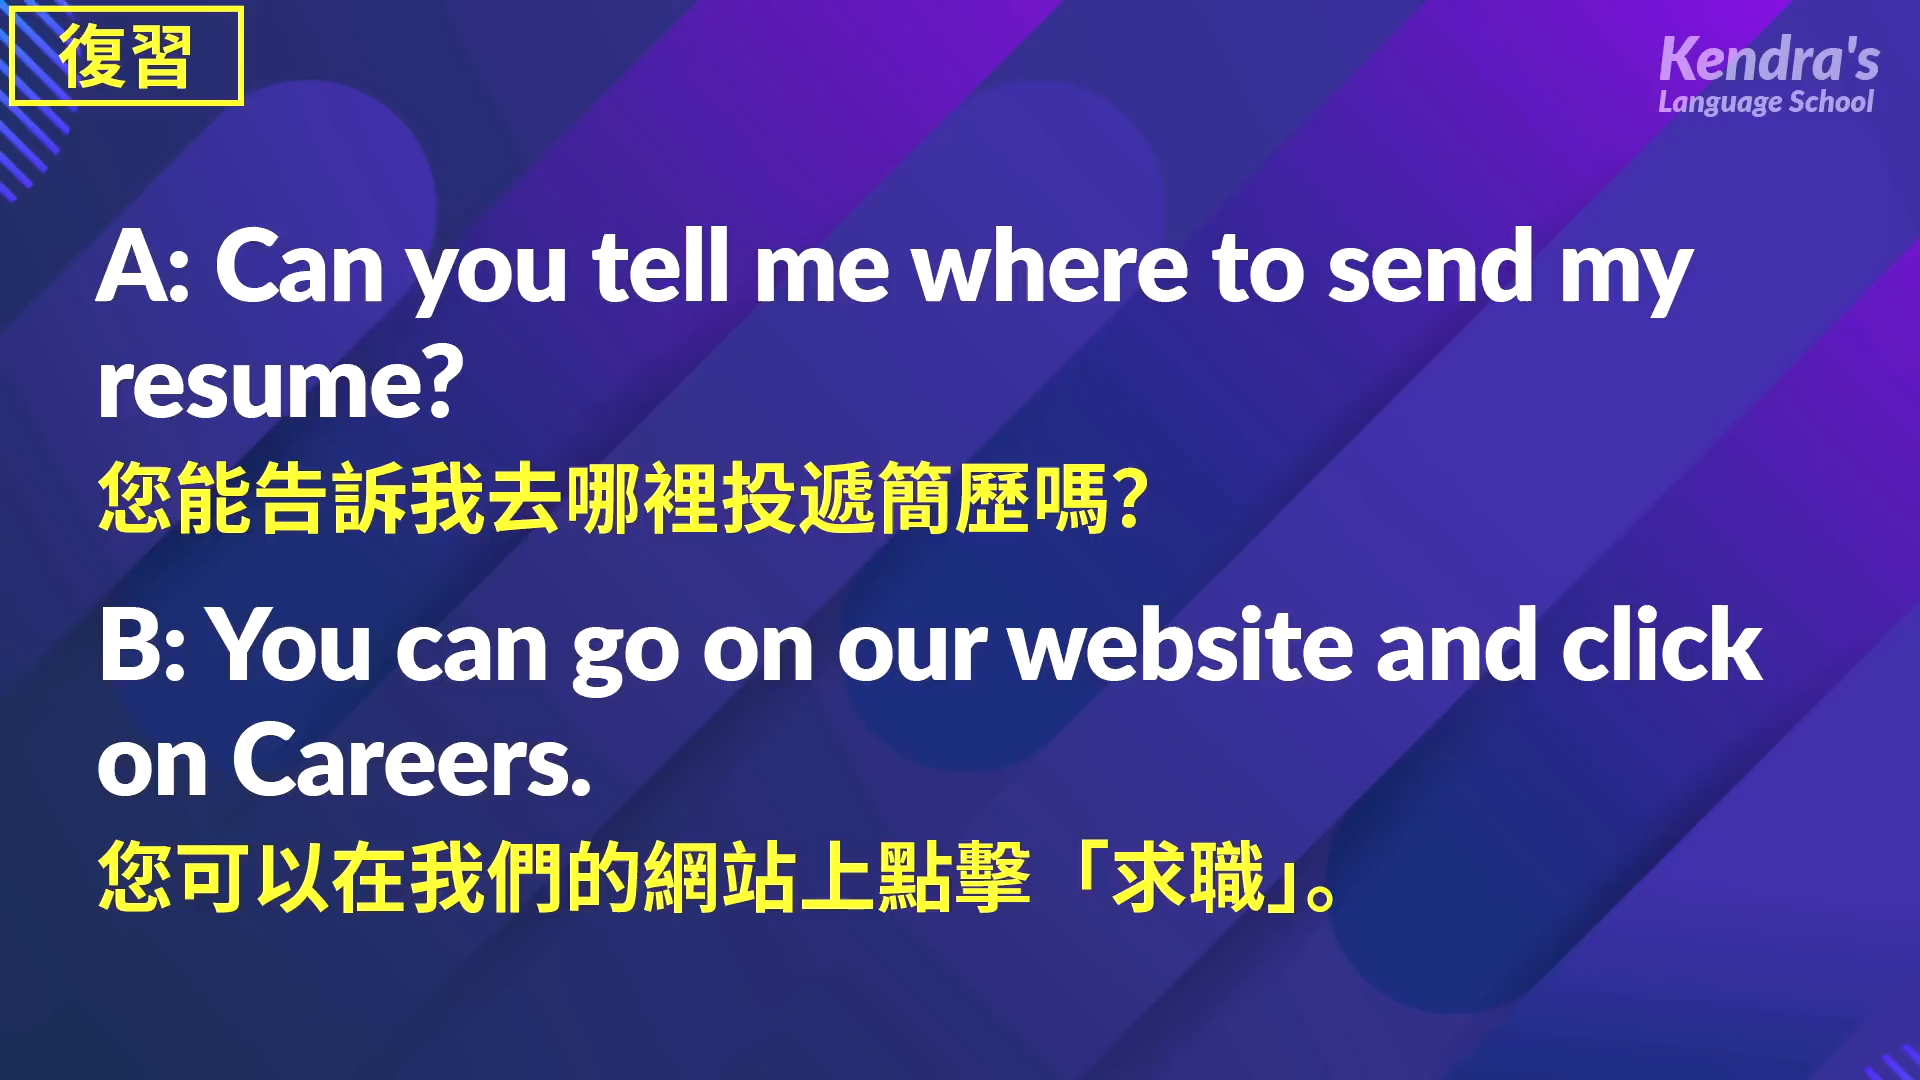 復習
Kendra's
Language School
A: Can you tell me where to send my
resume?
您能告訴我去哪裡投遞簡歷嗎？
B: You can go on our website and click
on Careers.
您可以在我們的網站上點擊「求職」。